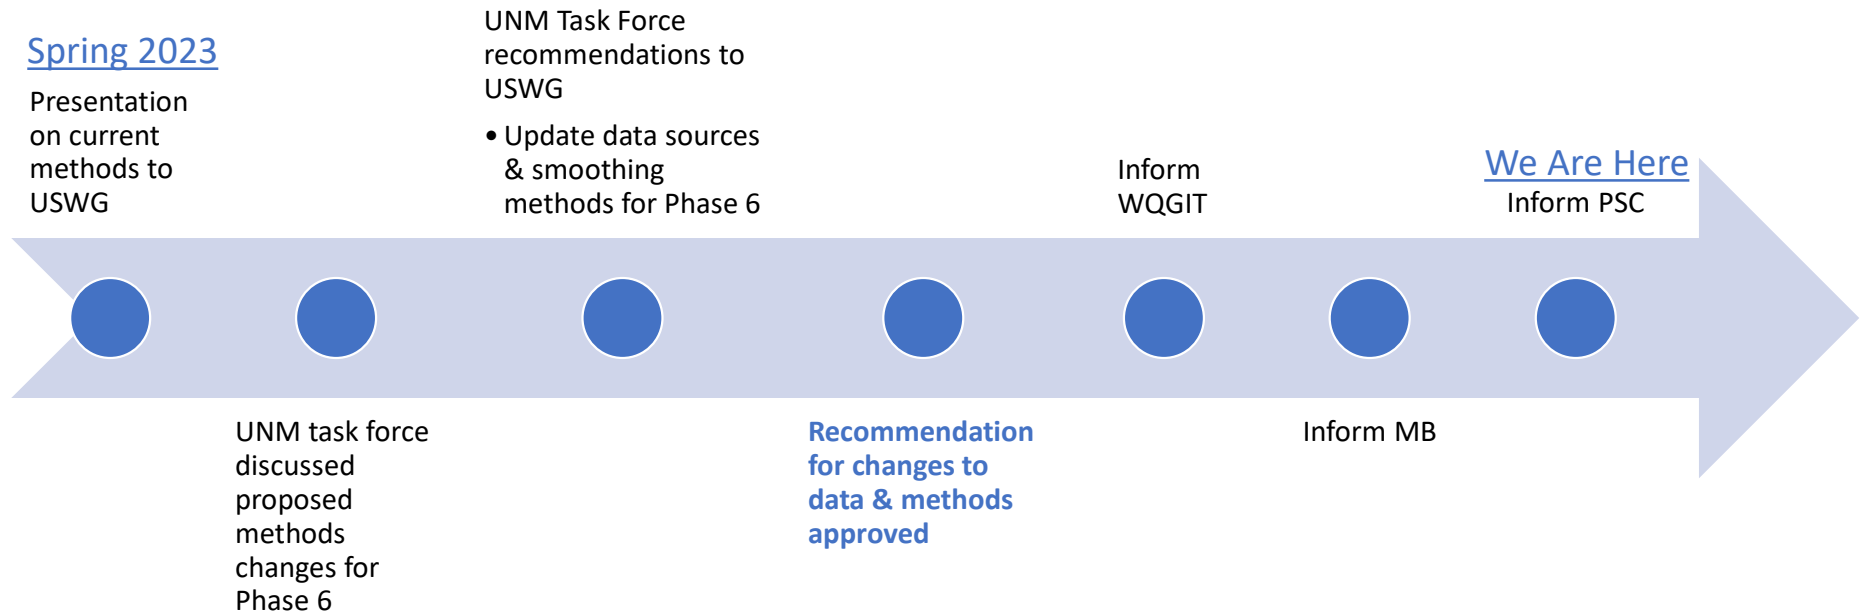 Spring 2023
Presentation
on current
methods to
USWG
UNM task force
discussed
proposed
methods
changes for
Phase 6
UNM Task Force
recommendations to
USWG
• Update data sources
& smoothing
methods for Phase 6
Recommendation
for changes to
data & methods
approved
Inform
WQGIT
Inform MB
We Are Here
Inform PSC